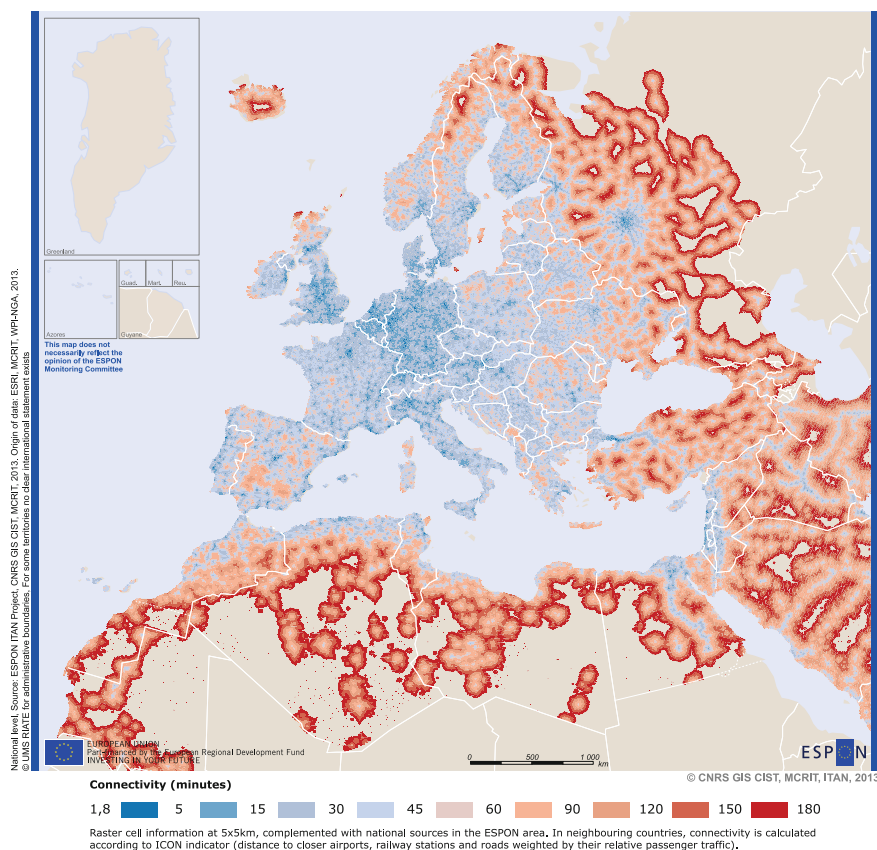 Greenland
Azores
Guad.
Mart.
Reu.
Guyane
This map does not
necessarily reflect the
opinion of the ESPON
Monitoring Committee
National level, Source: ESPON ITAN Project, CNRS GIS CIST, MCRIT, 2013. Origin of data: ESRI, MCRIT, WPI-NGA, 2013.
© UMS RIATE for administrative boundaries, For some territories no clear international statement exists
EUROPEAN UNION
Part-financed by the European Regional Development Fund
INVESTING IN YOUR FUTURE
0 500 1 000
km
ESPON
© CNRS GIS CIST, MCRIT, ITAN, 2013
Connectivity (minutes)
1,8 5 15 30 45 60 90 120 150 180
Raster cell information at 5x5km, complemented with national sources in the ESPON area. In neighbouring countries, connectivity is calculated
according to ICON indicator (distance to closer airports, railway stations and roads weighted by their relative passenger traffic).